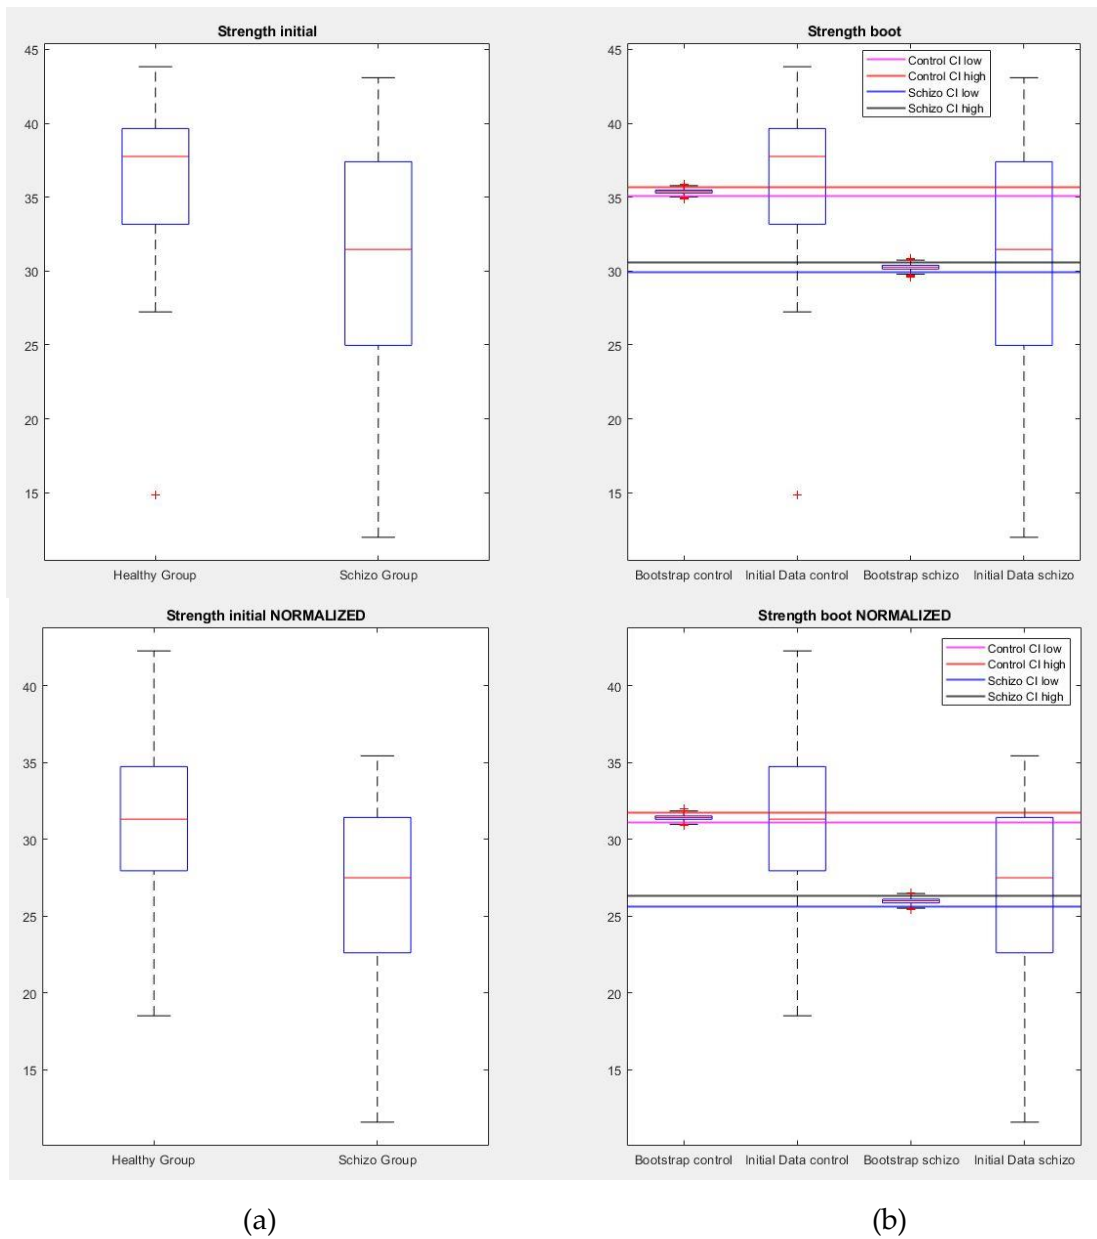 Strength initial
45
40
35
30
25
20
15
Healthy Group Schizo Group
Strength boot
Control CI low
Control CI high
Schizo CI low
Schizo CI high
45
40
35
30
25
20
15
Bootstrap control Initial Data control Bootstrap schizo Initial Data schizo
Strength initial NORMALIZED
40
35
30
25
20
15
Healthy Group Schizo Group
Strength boot NORMALIZED
Control CI low
Control CI high
Schizo CI low
Schizo CI high
40
35
30
25
20
15
Bootstrap control Initial Data control Bootstrap schizo Initial Data schizo
(a) (b)